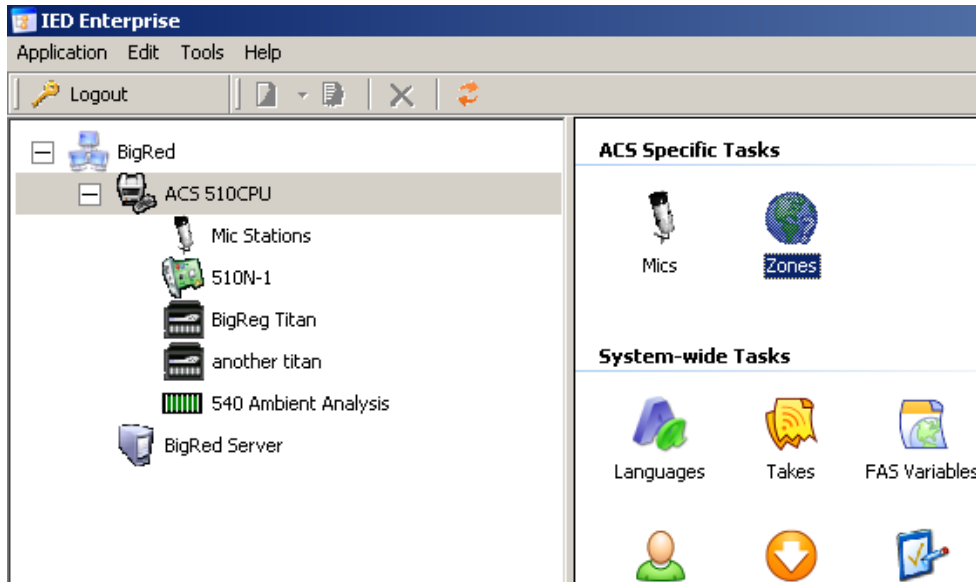 IED Enterprise
Application Edit Tools Help
Logout
BigRed
ACS 510CPU
Mic Stations
510N-1
BigReg Titan
another titan
540 Ambient Analysis
BigRed Server
ACS Specific Tasks
Mics Zones
System-wide Tasks
Languages Takes FAS Variables